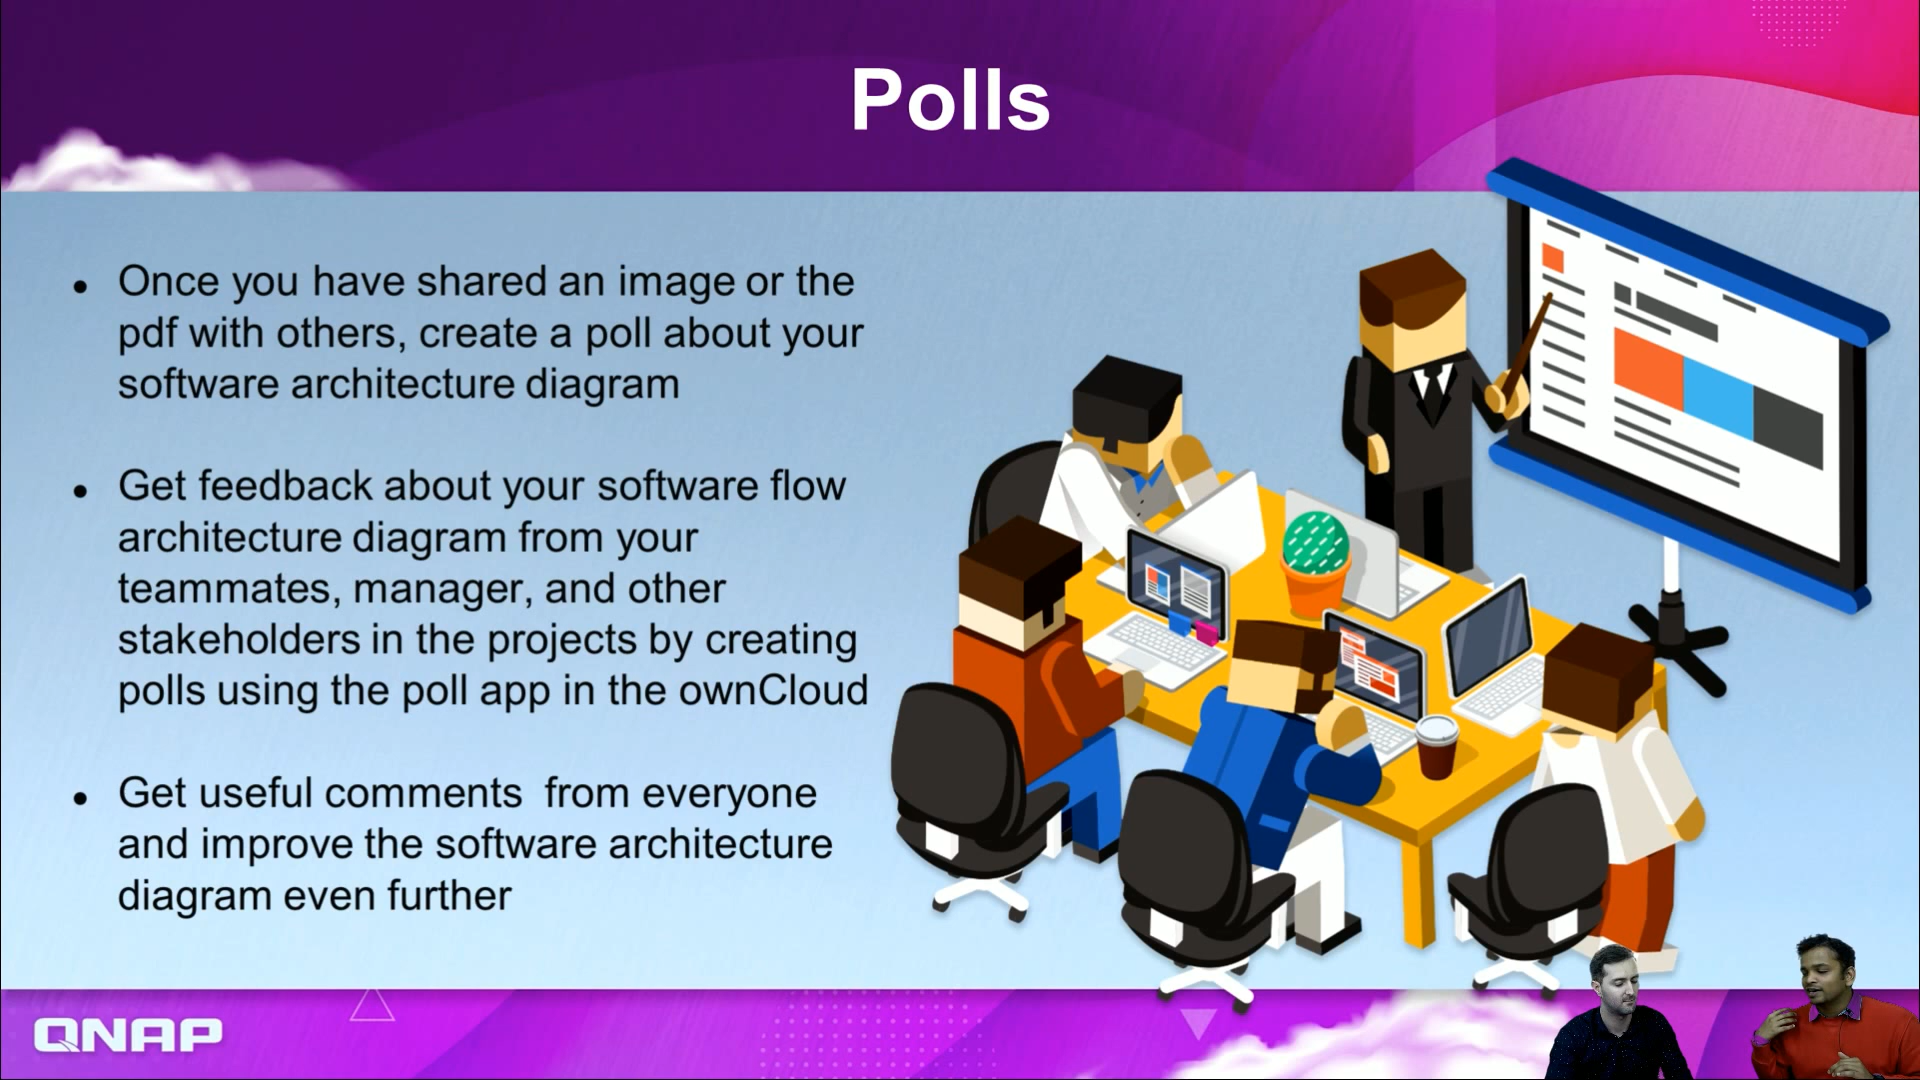 Polls
• Once you have shared an image or the
pdf with others, create a poll about your
software architecture diagram
• Get feedback about your software flow
architecture diagram from your
teammates, manager, and other
stakeholders in the projects by creating
polls using the poll app in the ownCloud
• Get useful comments  from everyone
and improve the software architecture
diagram even further
QNAP